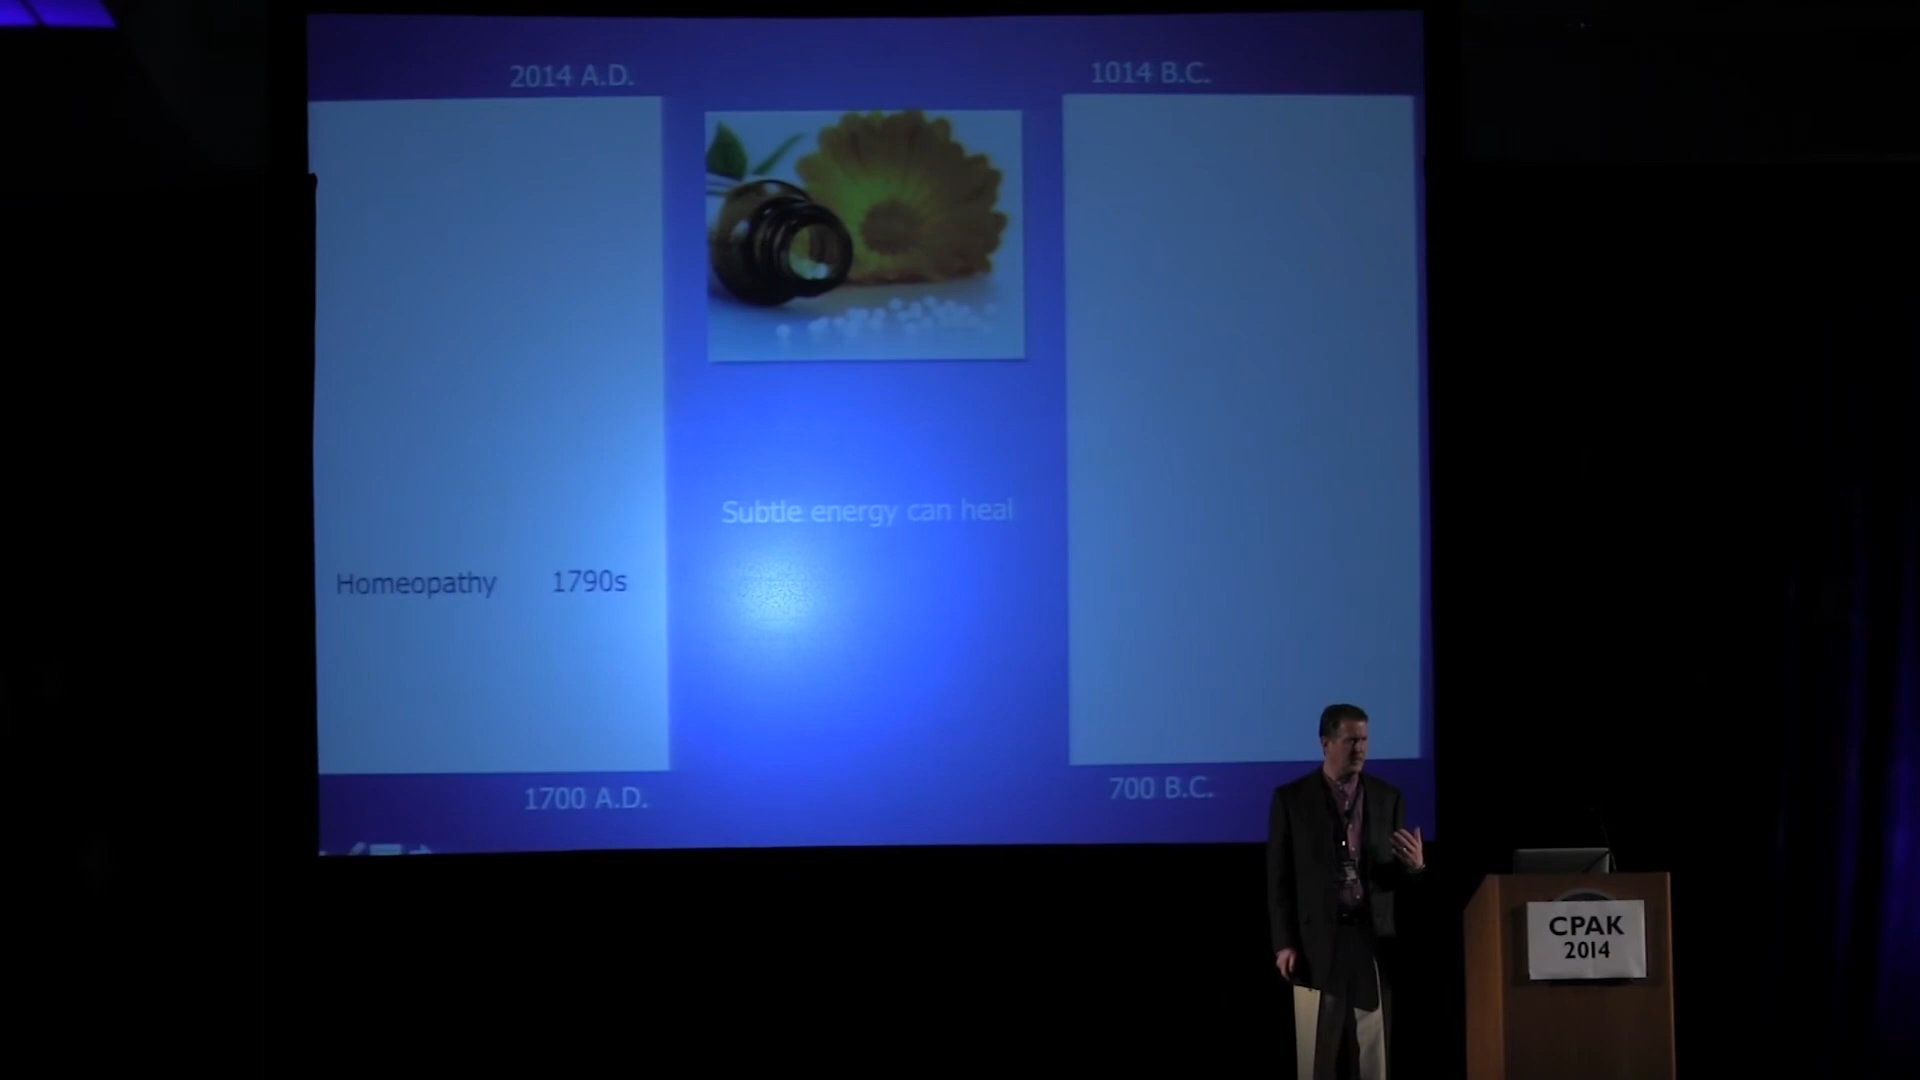 2014 A.D.
1014 B.C.
Subtle energy can heal
Homeopathy 1790s
1700 A.D.
700 B.C.
CPAK
2014